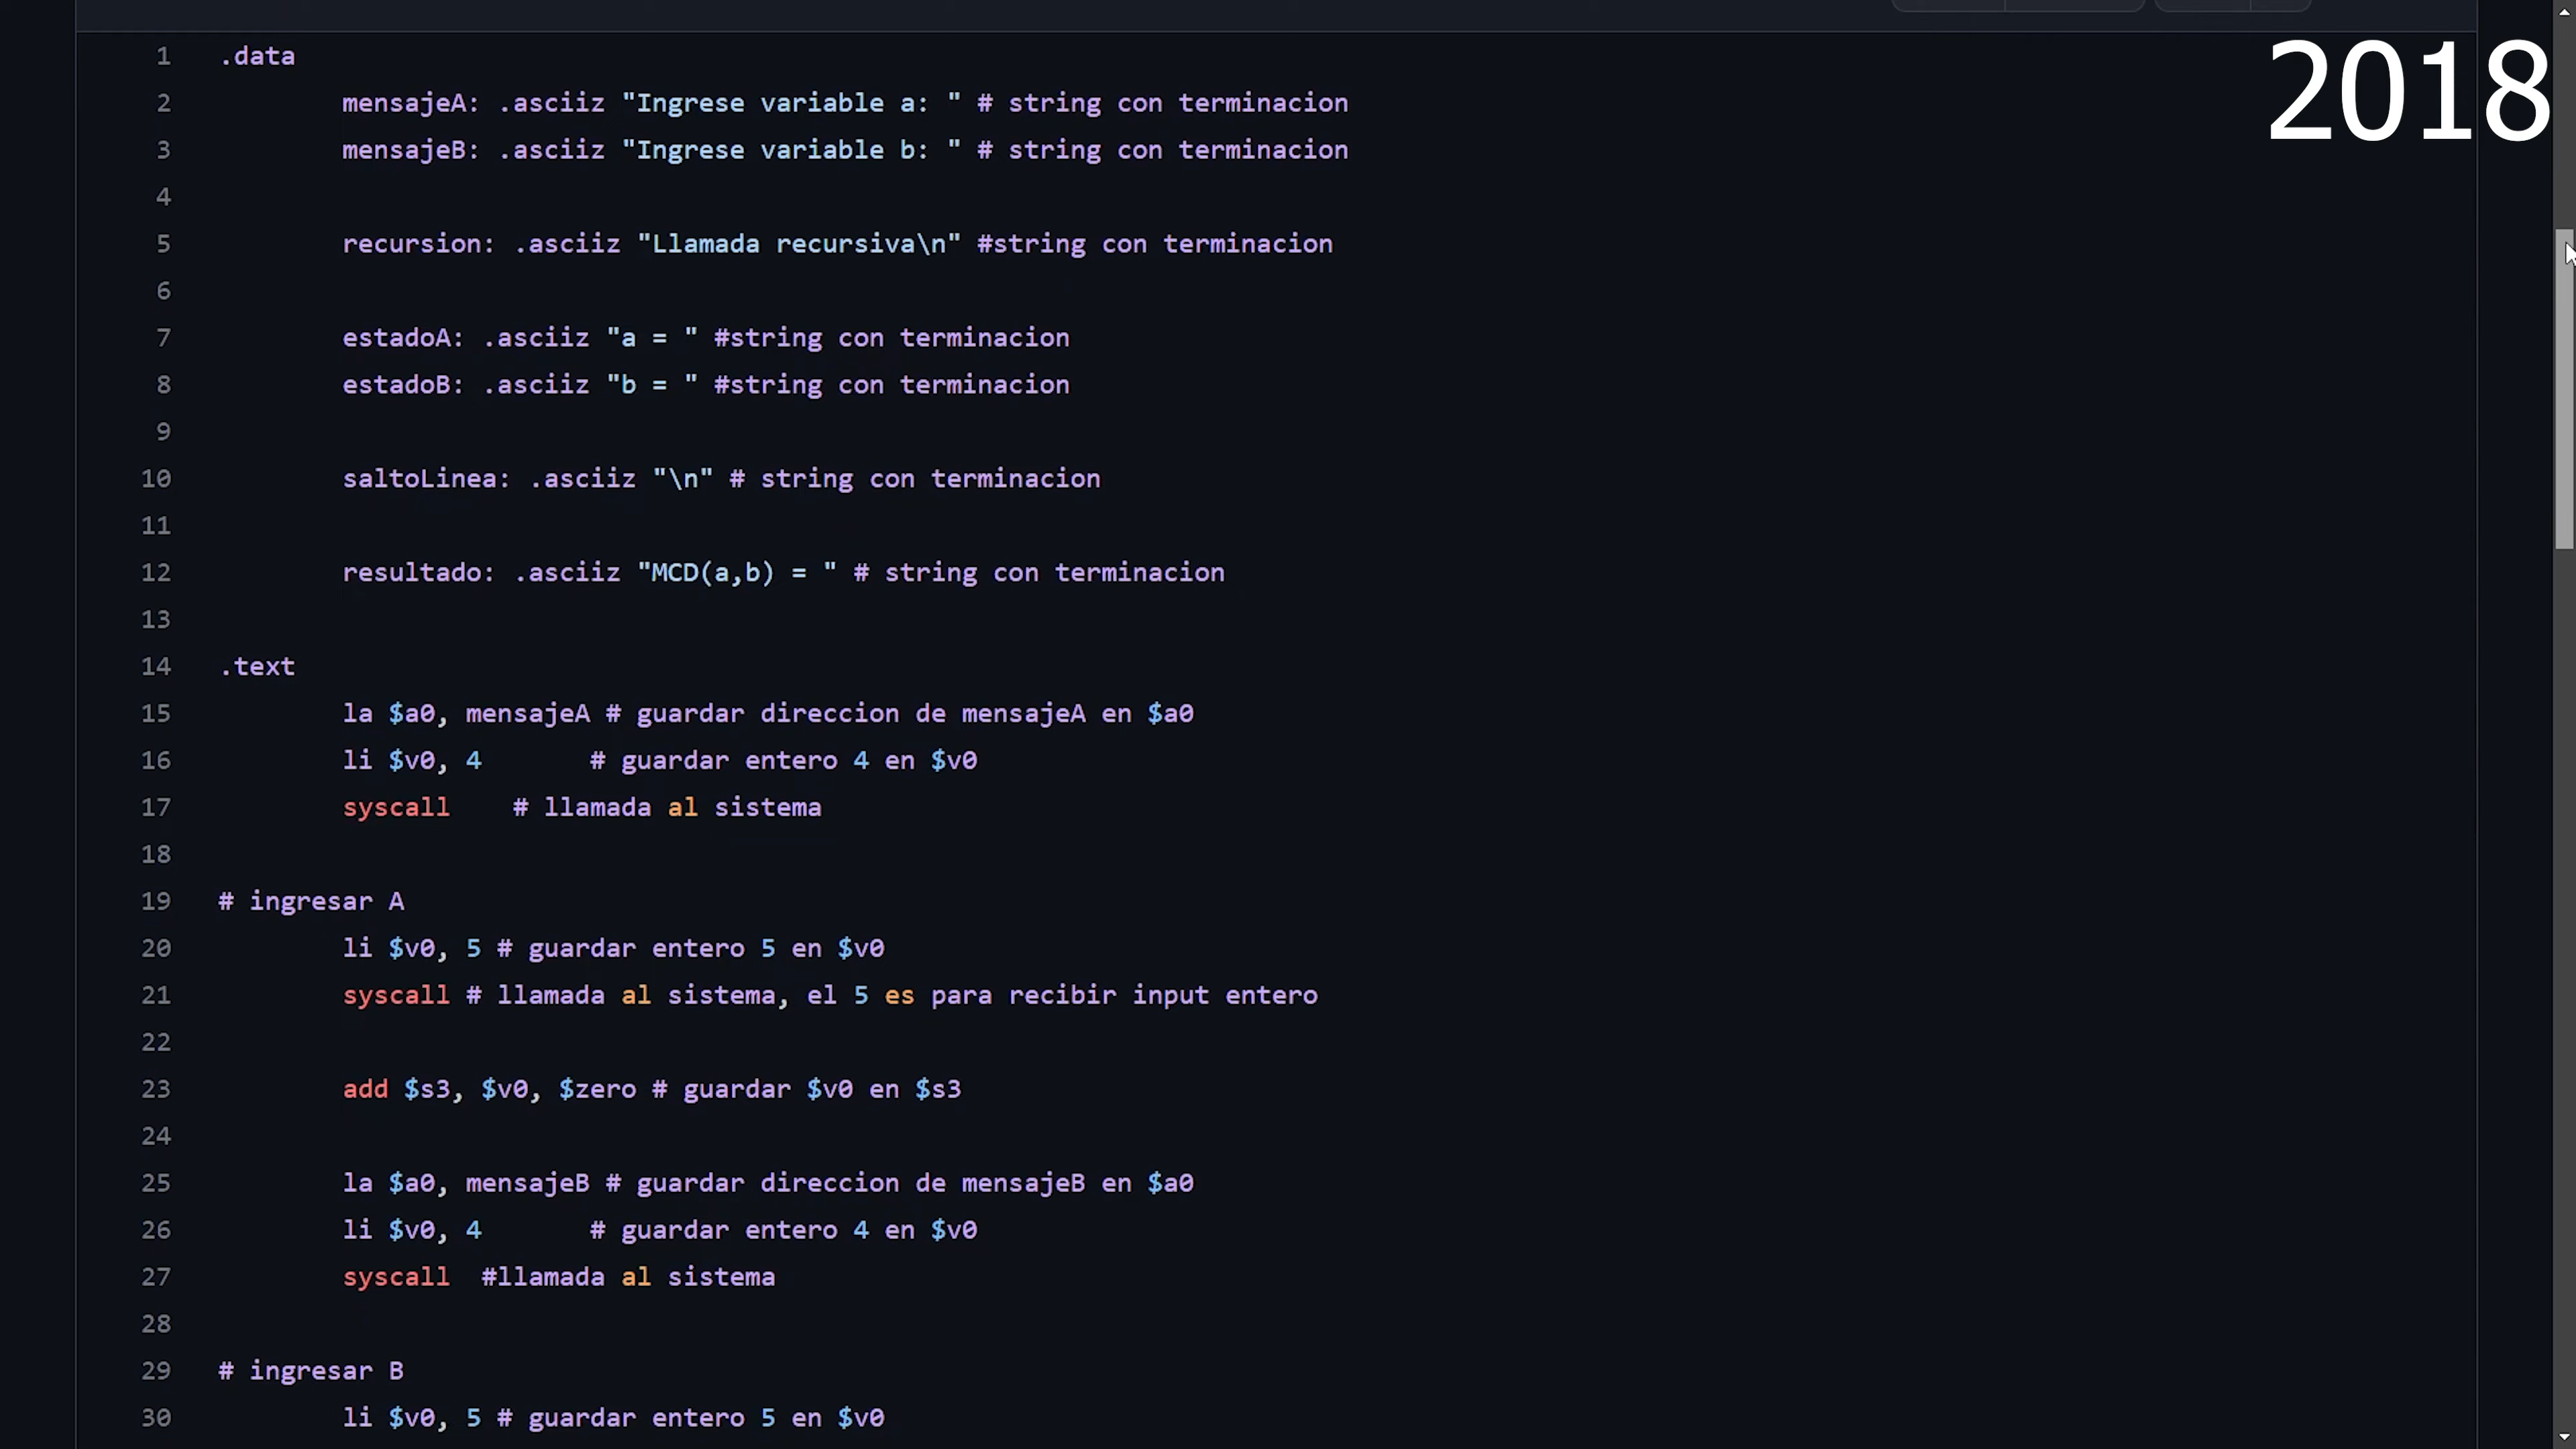 2018
1 .data
2 mensajeA: .asciiz "Ingrese variable a: " # string con terminacion
3 mensajeB: .asciiz "Ingrese variable b: " # string con terminacion
4
5 recursion: .asciiz "Llamada recursiva\n" #string con terminacion
6
7 estadoA: .asciiz "a = " #string con terminacion
8 estadoB: .asciiz "b = " #string con terminacion
9
10 saltoLinea: .asciiz "\n" # string con terminacion
11
12 resultado: .asciiz "MCD(a,b) = " # string con terminacion
13
14 .text
15 la $a0, mensajeA # guardar direccion de mensajeA en $a0
16 li $v0, 4 # guardar entero 4 en $v0
17 syscall # llamada al sistema
18
19 # ingresar A
20 li $v0, 5 # guardar entero 5 en $v0
21 syscall # llamada al sistema, el 5 es para recibir input entero
22
23 add $s3, $v0, $zero # guardar $v0 en $s3
24
25 la $a0, mensajeB # guardar direccion de mensajeB en $a0
26 li $v0, 4 # guardar entero 4 en $v0
27 syscall #llamada al sistema
28
29 # ingresar B
30 li $v0, 5 # guardar entero 5 en $v0